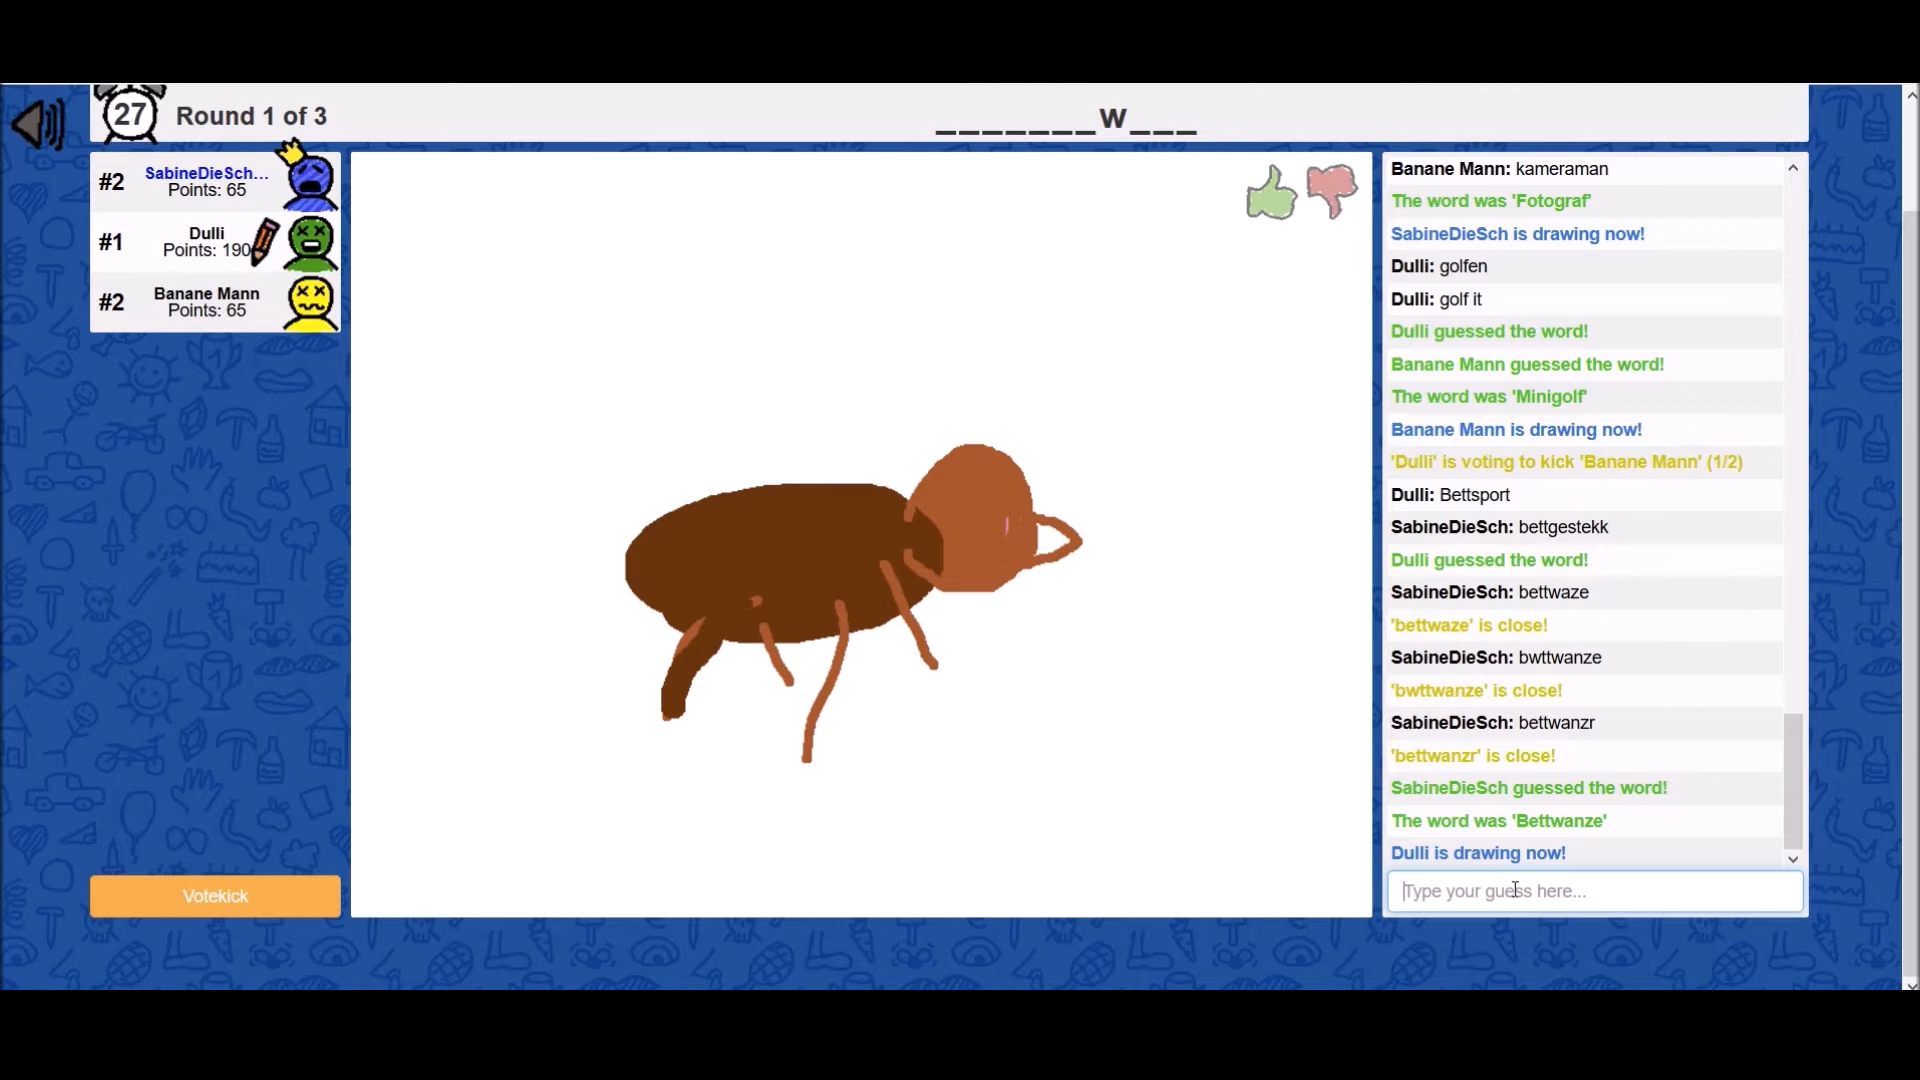 27
Round 1 of 3
_______w___
#2
SabineDieSch...
Points: 65
#1
Dulli
Points: 190
#2
Banane Mann
Points: 65
Votekick
Banane Mann: kameraman
The word was 'Fotograf'
SabineDieSch is drawing now!
Dulli: golfen
Dulli: golf it
Dulli guessed the word!
Banane Mann guessed the word!
The word was 'Minigolf'
Banane Mann is drawing now!
'Dulli' is voting to kick 'Banane Mann' (1/2)
Dulli: Bettsport
SabineDieSch: bettgestekk
Dulli guessed the word!
SabineDieSch: bettwaze
'bettwaze' is close!
SabineDieSch: bwttwanze
'bwttwanze' is close!
SabineDieSch: bettwanzr
'bettwanzr' is close!
SabineDieSch guessed the word!
The word was 'Bettwanze'
Dulli is drawing now!
Type your guess here...